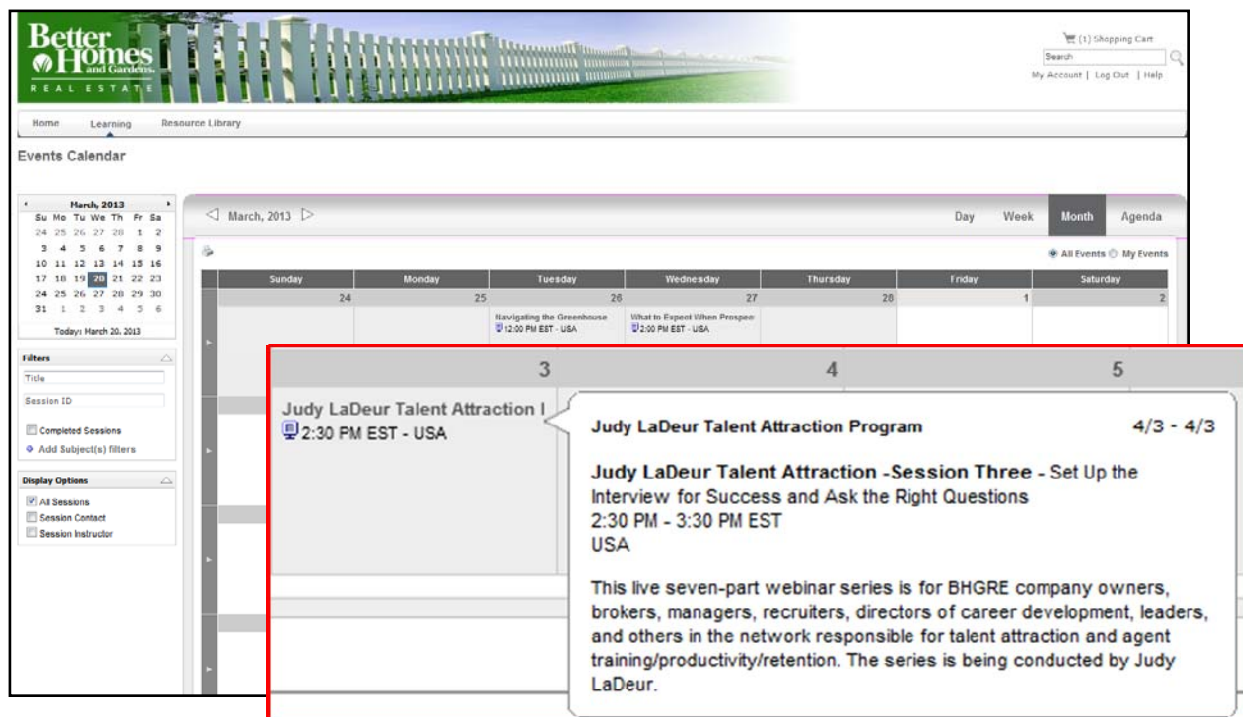 Better
Homes
and Gardens.
REAL ESTATE
(1) Shopping Cart
Search
My Account | Log Out | Help
Home Learning Resource Library
Events Calendar
March, 2013
Su Mo Tu We Th Fr Sa
24 25 26 27 28 1 2
3 4 5 6 7 8 9
10 11 12 13 14 15 16
17 18 19 20 21 22 23
24 25 26 27 28 29 30
31 1 2 3 4 5 6
Today: March 20, 2013
Filters
Title
Session ID
Completed Sessions
Add Subject(s) filters
Display Options
All Sessions
Session Contact
Session Instructor
March, 2013 Day Week Month Agenda
All Events My Events
Sunday Monday Tuesday Wednesday Thursday Friday Saturday
24 25 26 27 28 1 2
Navigating the Greenhouse What to Expect When Prospec
12:00 PM EST - USA 2:00 PM EST - USA
3 4 5
Judy LaDeur Talent Attraction I
2:30 PM EST - USA
Judy LaDeur Talent Attraction Program 4/3 - 4/3
Judy LaDeur Talent Attraction -Session Three - Set Up the
Interview for Success and Ask the Right Questions
2:30 PM - 3:30 PM EST
USA
This live seven-part webinar series is for BHGRE company owners,
brokers, managers, recruiters, directors of career development, leaders,
and others in the network responsible for talent attraction and agent
training/productivity/retention. The series is being conducted by Judy
LaDeur.